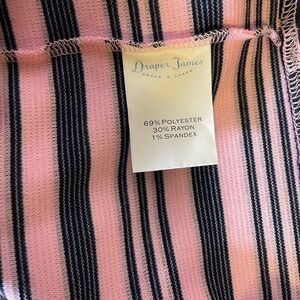 Draper James
GRACE & CHARM
69% POLYESTER
30% RAYON
1% SPANDEX